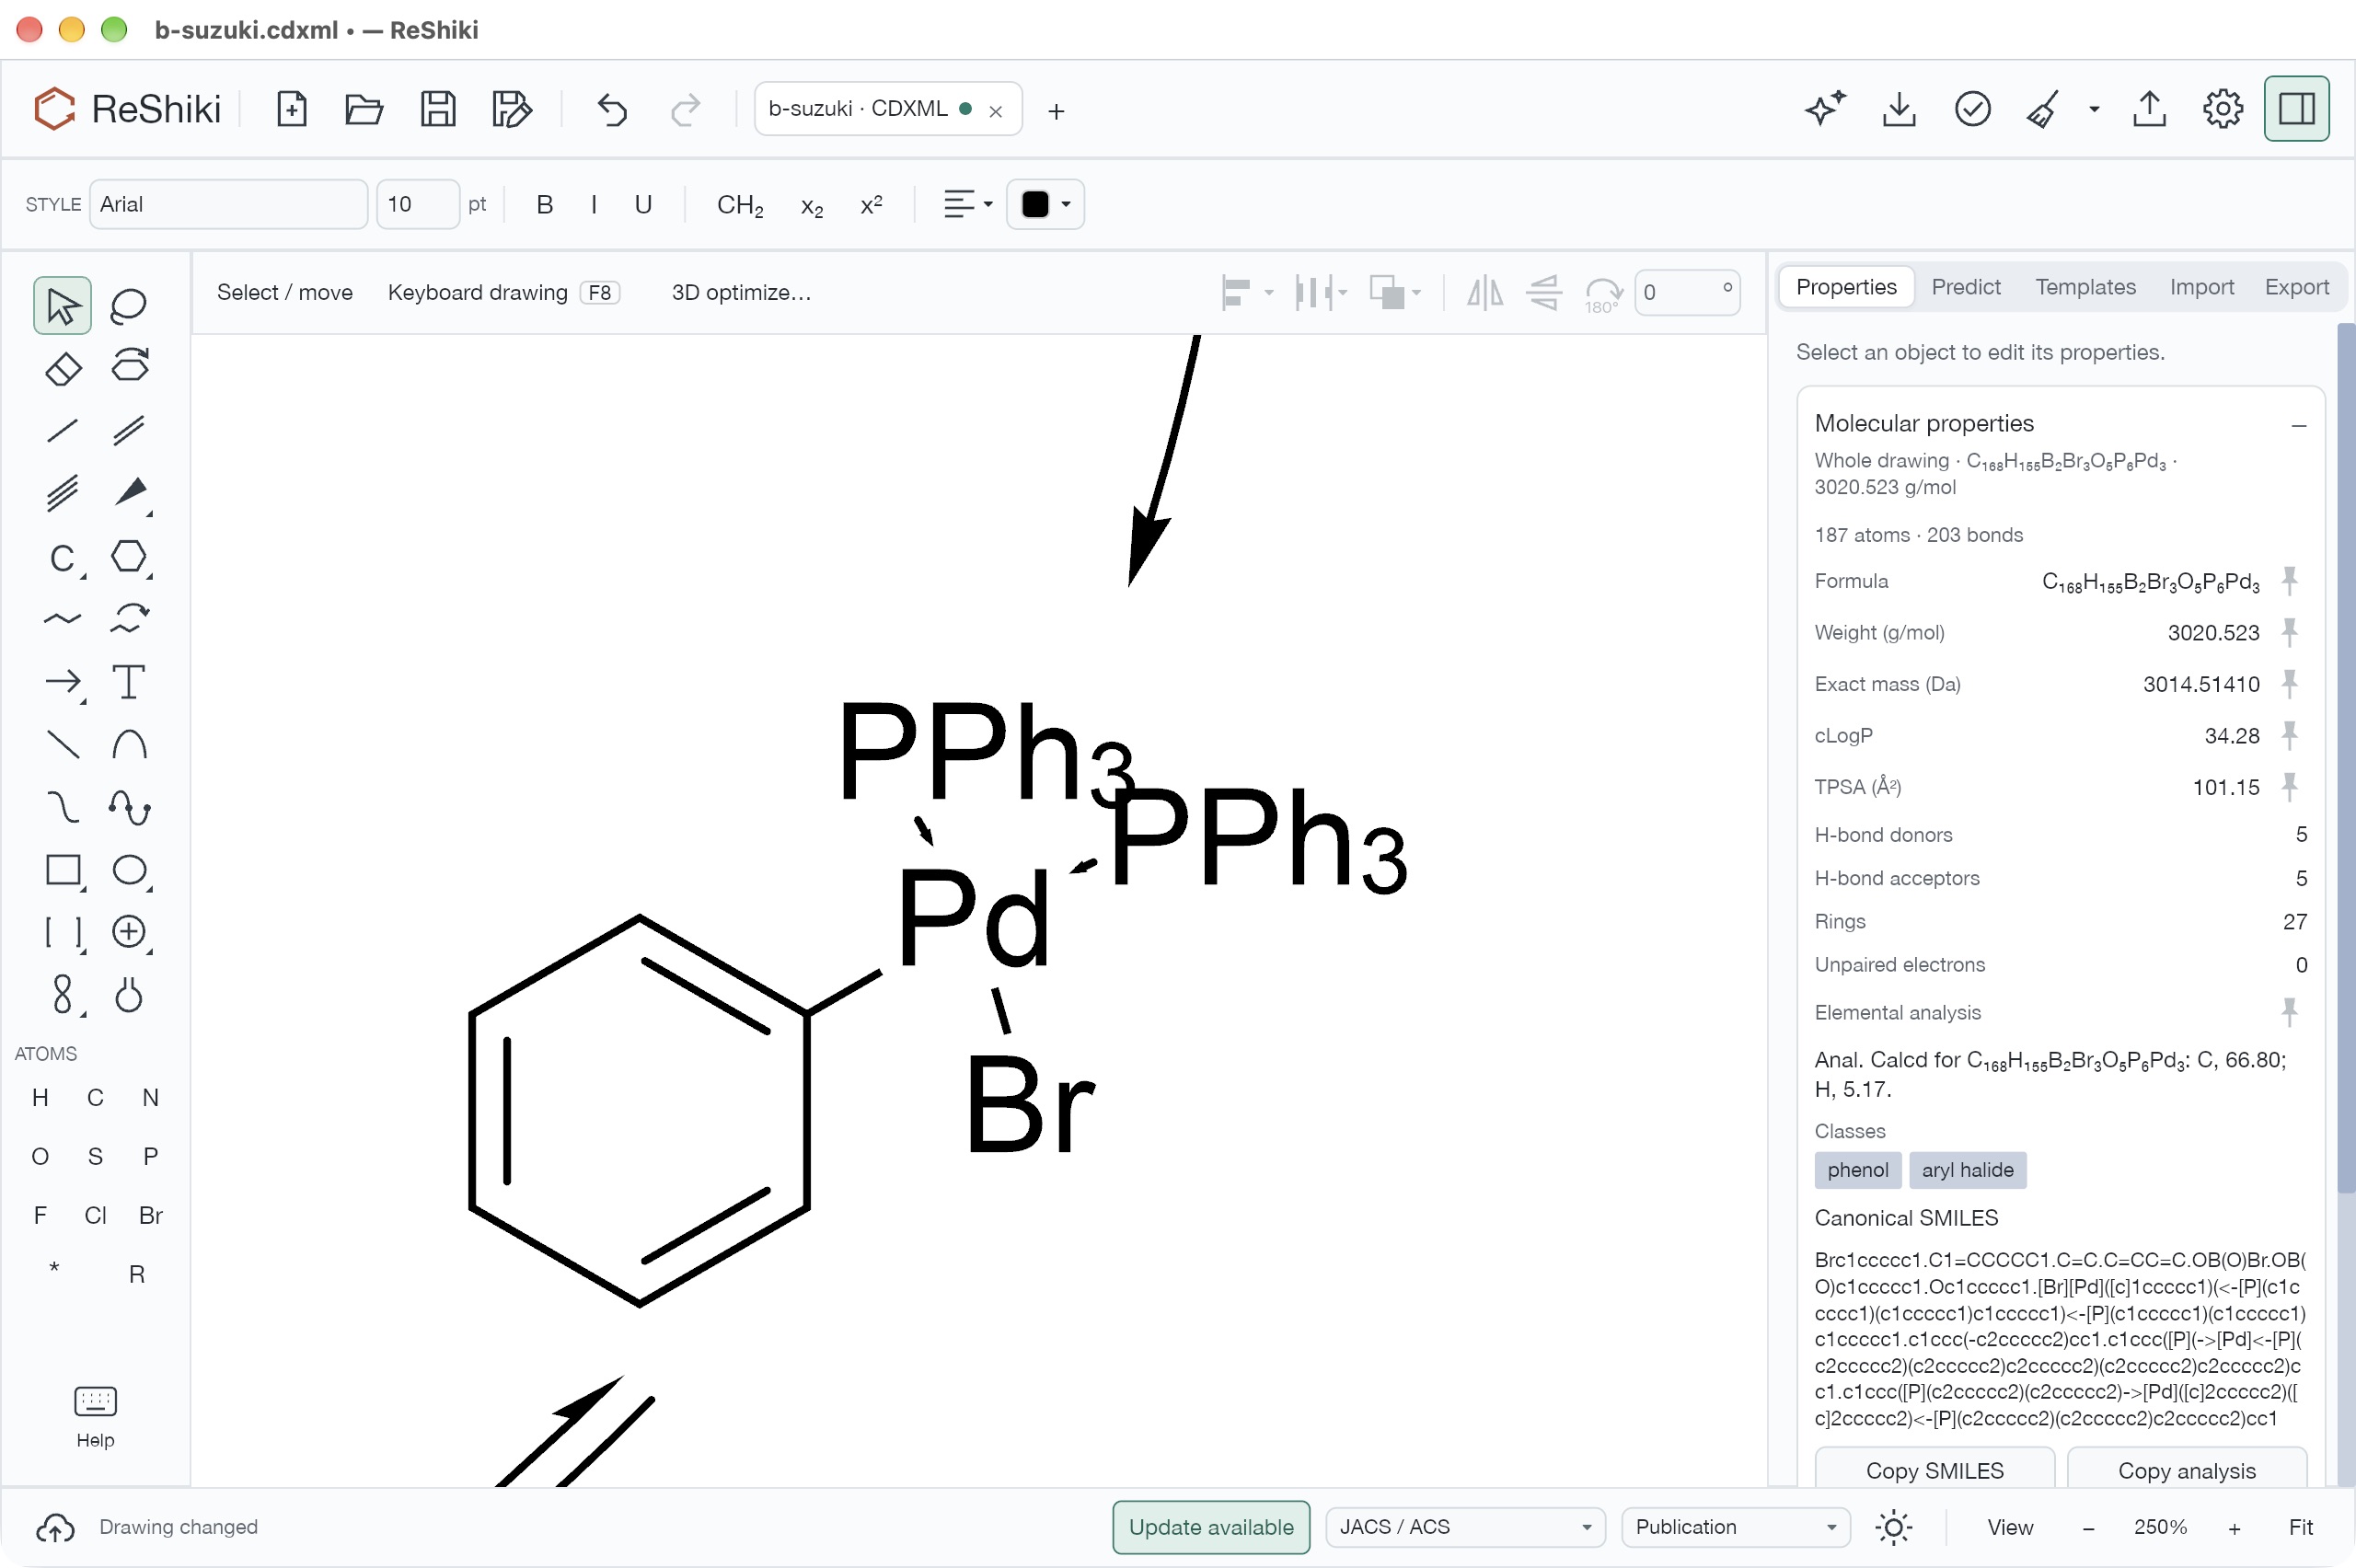 b-suzuki.cdxml • — ReShiki
ReShiki
b-suzuki · CDXML
STYLE Arial 10 pt B I U CH₂ x₂ x²
Select / move Keyboard drawing F8 3D optimize...
180° 0 °
Properties Predict Templates Import Export
Select an object to edit its properties.
Molecular properties
Whole drawing · C₁₆₈H₁₅₅B₂Br₃O₅P₆Pd₃ ·
3020.523 g/mol
187 atoms · 203 bonds
Formula C₁₆₈H₁₅₅B₂Br₃O₅P₆Pd₃
Weight (g/mol) 3020.523
Exact mass (Da) 3014.51410
cLogP 34.28
TPSA (Å²) 101.15
H-bond donors 5
H-bond acceptors 5
Rings 27
Unpaired electrons 0
Elemental analysis
Anal. Calcd for C₁₆₈H₁₅₅B₂Br₃O₅P₆Pd₃: C, 66.80;
H, 5.17.
Classes
phenol aryl halide
Canonical SMILES
Brc1ccccc1.C1=CCCCC1.C=C.C=CC=C.OB(O)Br.OB(
O)c1ccccc1.Oc1ccccc1.[Br][Pd]([c]1ccccc1)(<-[P](c1c
cccc1)(c1ccccc1)c1ccccc1)<-[P](c1ccccc1)(c1ccccc1)
c1ccccc1.c1ccc(-c2ccccc2)cc1.c1ccc([P](->[Pd]<-[P](
c2ccccc2)(c2ccccc2)c2ccccc2)(c2ccccc2)c2ccccc2)c
c1.c1ccc([P](c2ccccc2)(c2ccccc2)->[Pd]([c]2ccccc2)([
c]2ccccc2)<-[P](c2ccccc2)(c2ccccc2)c2ccccc2)cc1
Copy SMILES Copy analysis
PPh₃
PPh₃
Pd
Br
C
T
ATOMS
H C N
O S P
F Cl Br
* R
Help
Drawing changed
Update available JACS / ACS Publication View − 250% + Fit